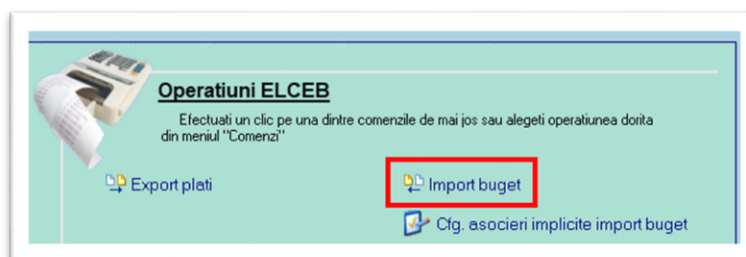 Operatiuni ELCEB
Efectuati un clic pe una dintre comenzile de mai jos sau alegeti operatiunea dorita
din meniul "Comenzi"
Export plati
Import buget
Cfg. asocieri implicite import buget